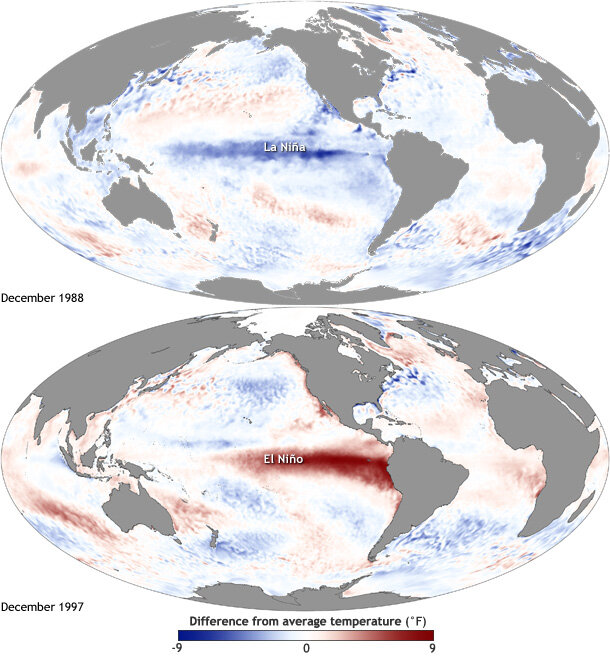 La Niña
December 1988
El Niño
December 1997
Difference from average temperature (°F)
-9 0 9